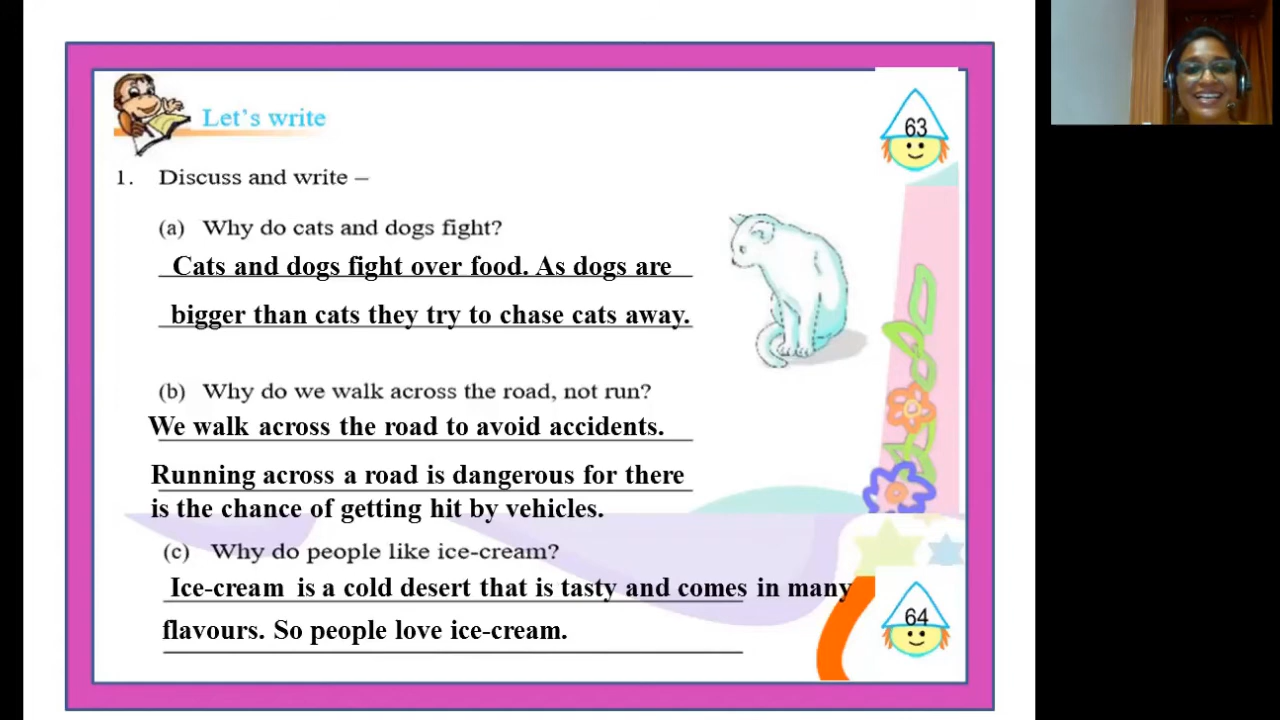 Let's write
63
1. Discuss and write –
(a) Why do cats and dogs fight?
Cats and dogs fight over food. As dogs are
bigger than cats they try to chase cats away.
(b) Why do we walk across the road, not run?
We walk across the road to avoid accidents.
Running across a road is dangerous for there
is the chance of getting hit by vehicles.
(c) Why do people like ice-cream?
Ice-cream is a cold desert that is tasty and comes in many
flavours. So people love ice-cream.
64